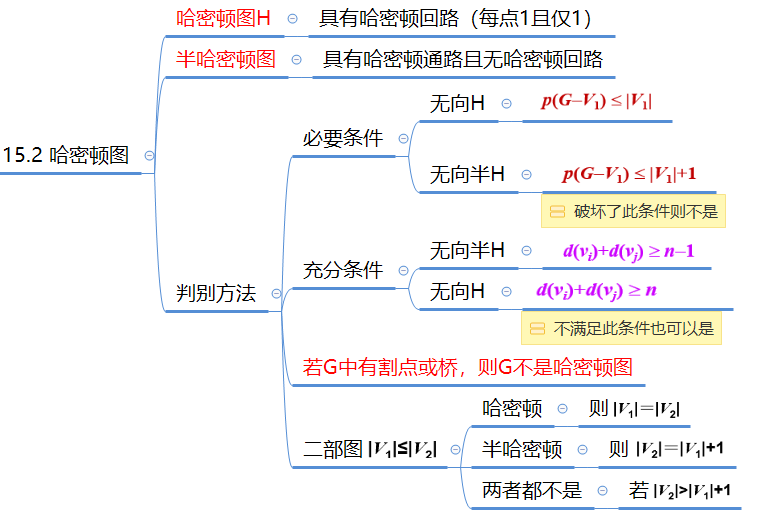 15.2 哈密顿图
哈密顿图H
具有哈密顿回路（每点1且仅1）
半哈密顿图
具有哈密顿通路且无哈密顿回路
判别方法
必要条件
无向H
p(G–V₁) ≤ |V₁|
无向半H
p(G–V₁) ≤ |V₁|+1
破坏了此条件则不是
充分条件
无向半H
d(vᵢ)+d(vⱼ) ≥ n–1
无向H
d(vᵢ)+d(vⱼ) ≥ n
不满足此条件也可以是
若G中有割点或桥，则G不是哈密顿图
二部图 |V₁|≤|V₂|
哈密顿
则 |V₁|=|V₂|
半哈密顿
则 |V₂|=|V₁|+1
两者都不是
若 |V₂|>|V₁|+1